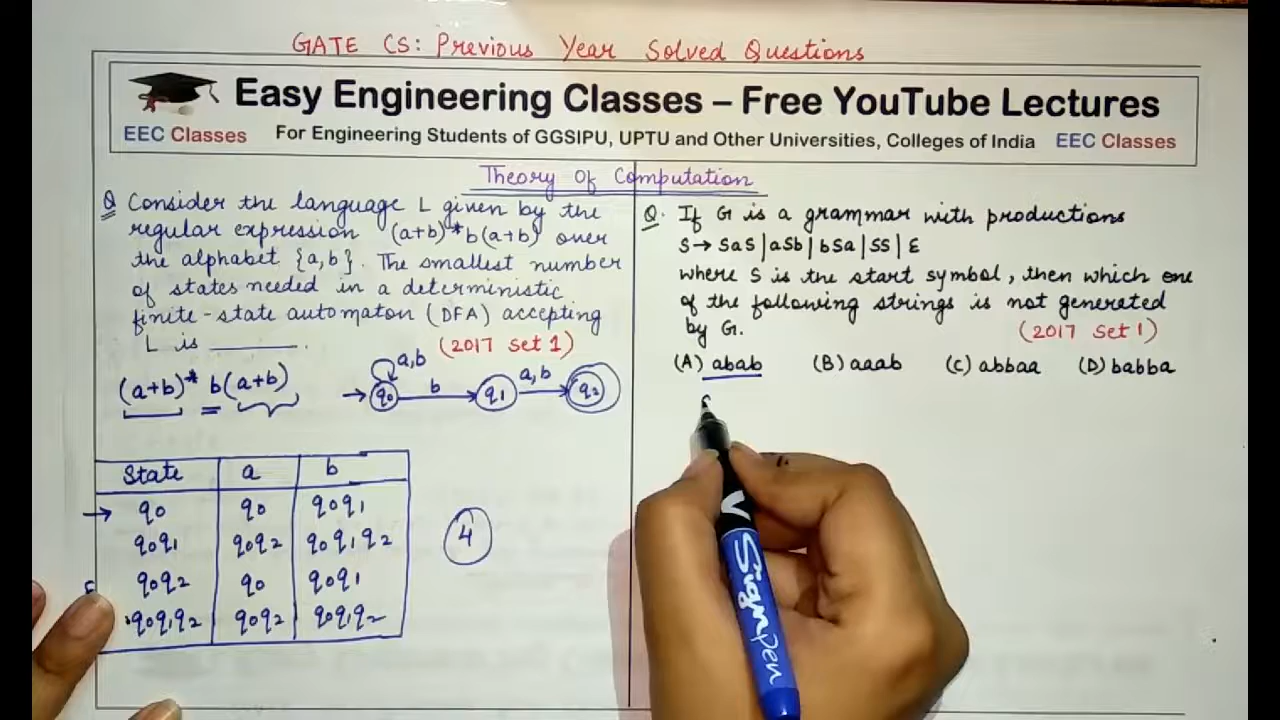 GATE CS: Previous Year Solved Questions
Easy Engineering Classes – Free YouTube Lectures
EEC Classes For Engineering Students of GGSIPU, UPTU and Other Universities, Colleges of India EEC Classes
Theory Of Computation
Q Consider the language L given by the
regular expression (a+b)*b(a+b) over
the alphabet {a,b}. The smallest number
of states needed in a deterministic
finite-state automaton (DFA) accepting
L is ______.
(2017 set 1)
(a+b)* b(a+b)
→ q0 a,b b q1 a,b q2
State a b
→ q0 q0 q0q1
q0q1 q0q2 q0q1q2
q0q2 q0 q0q1
q0q1q2 q0q2 q0q1q2
4
Q. If G is a grammar with productions
S→ SaS|aSb|bSa|SS|ε
where S is the start symbol, then which one
of the following strings is not generated
by G.
(2017 Set 1)
(A) abab (B) aaab (C) abbaa (D) babba
Sign pen